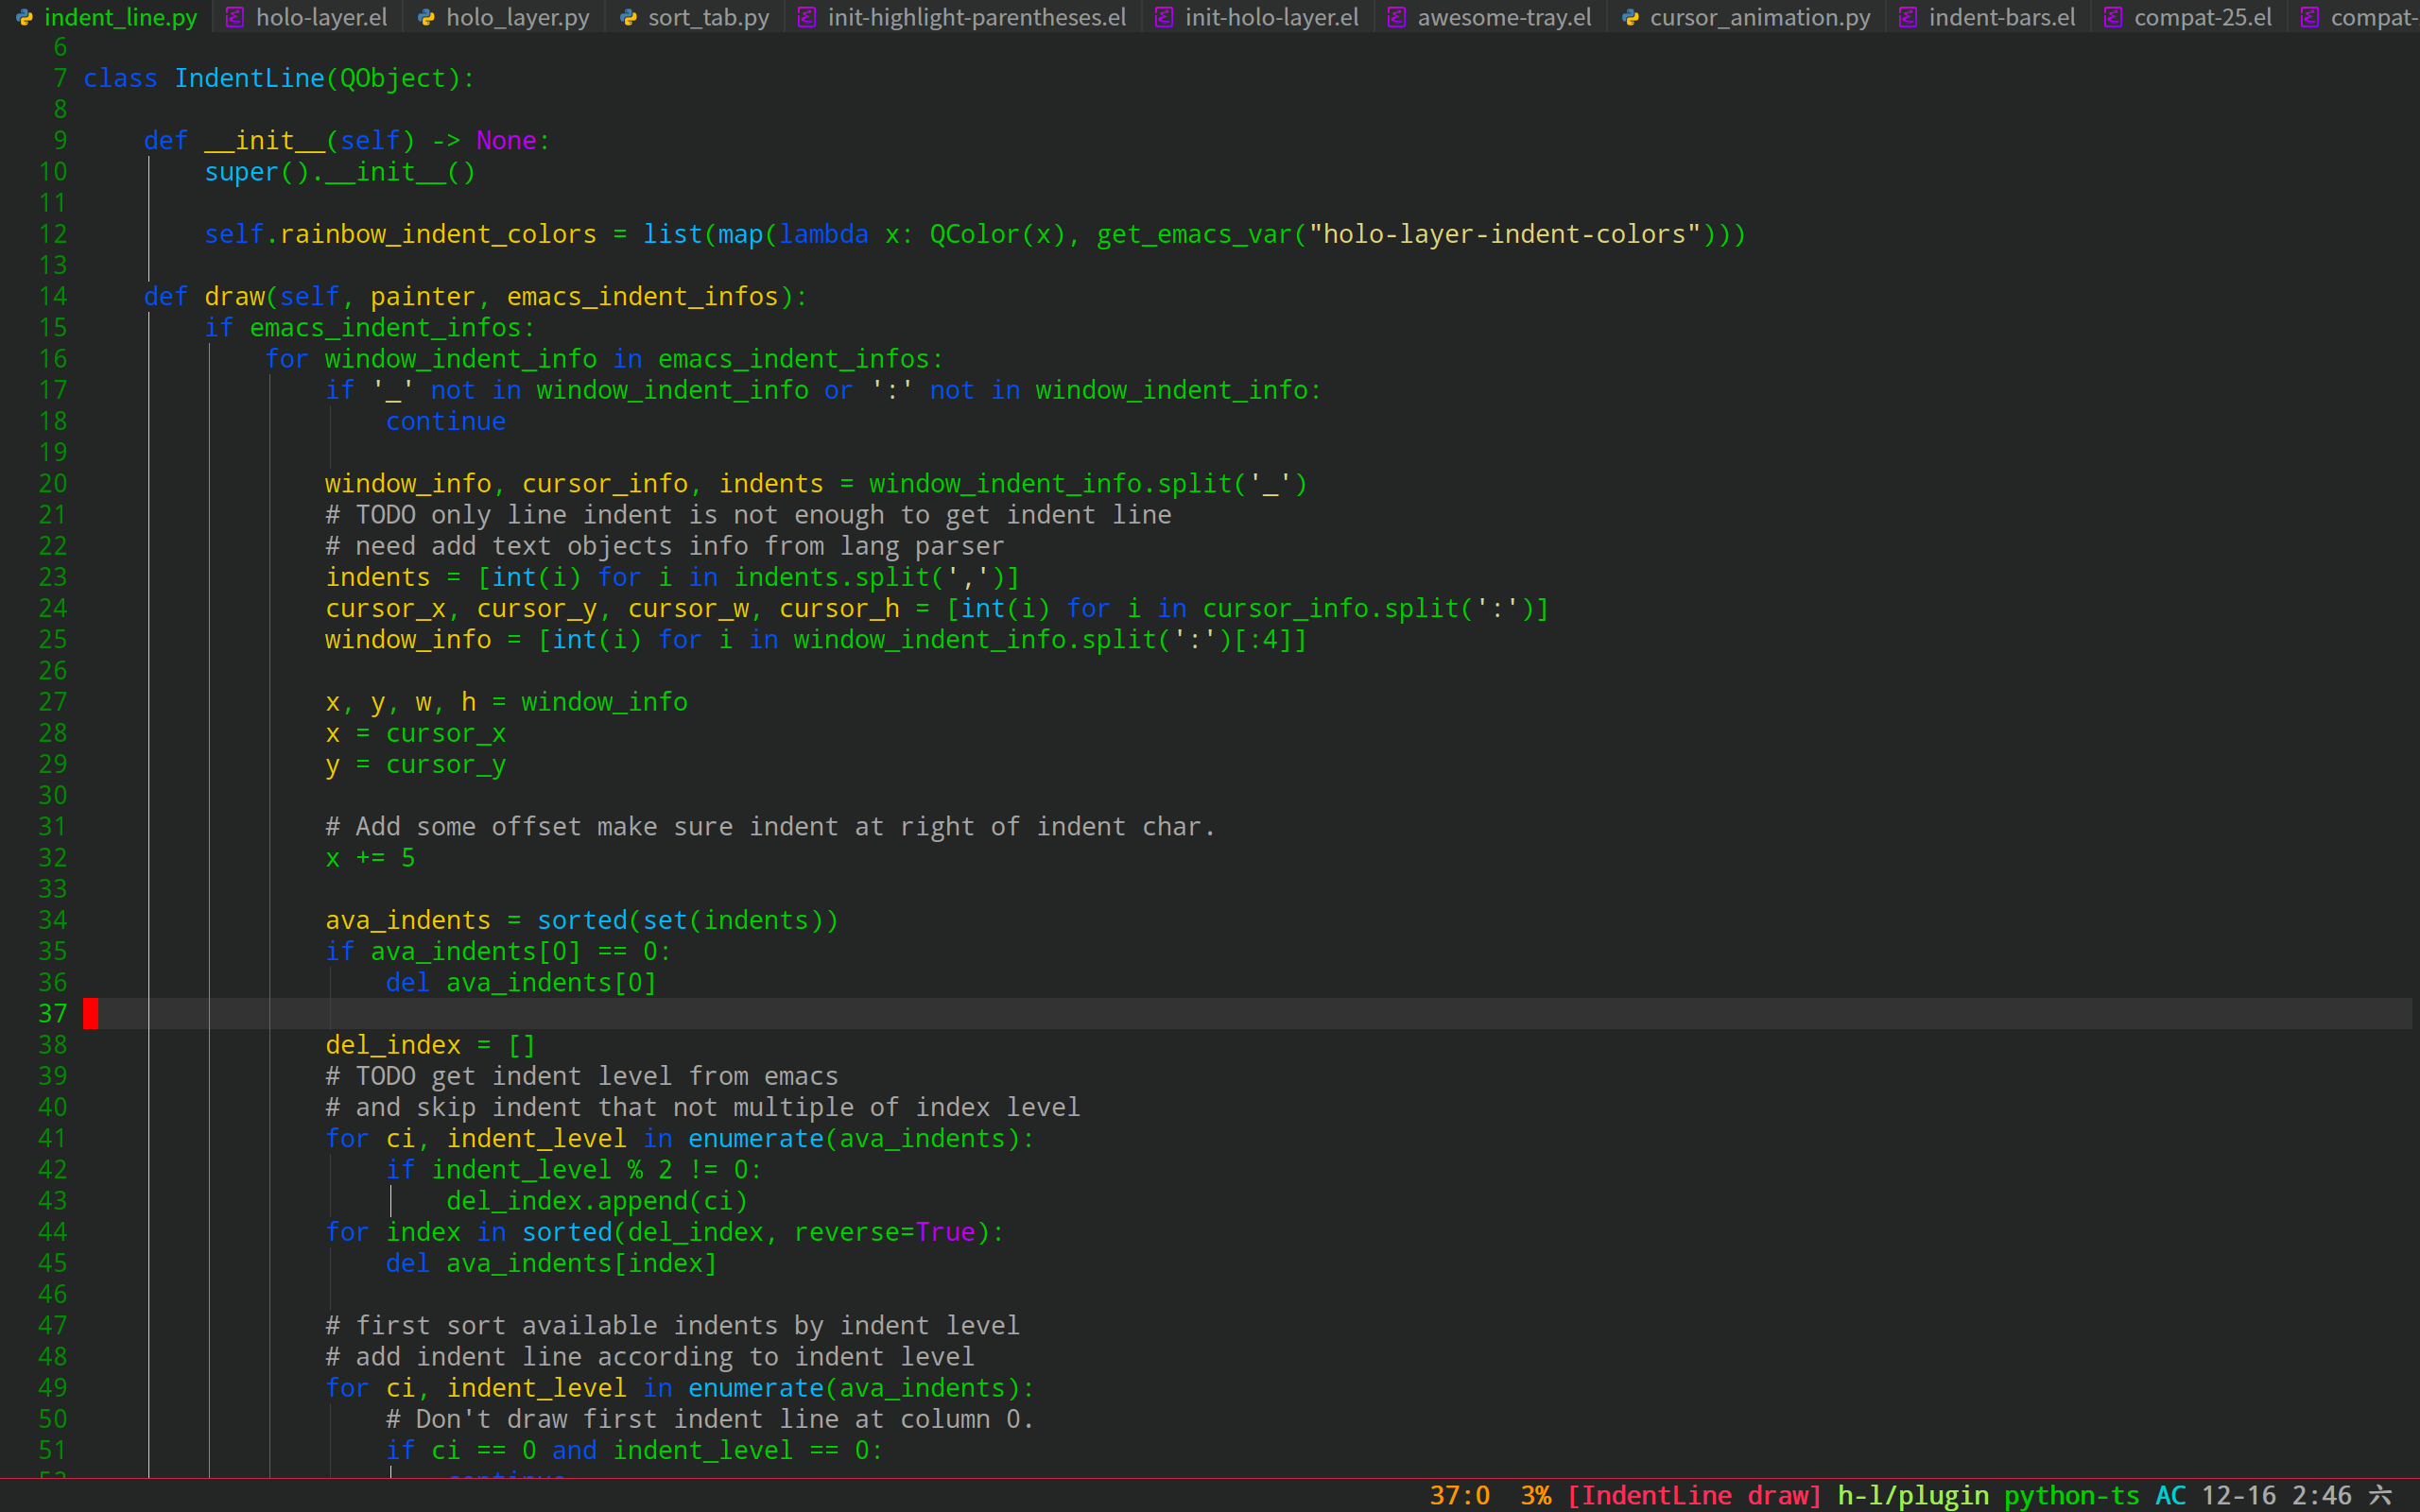 indent_line.py holo-layer.el holo_layer.py sort_tab.py init-highlight-parentheses.el init-holo-layer.el awesome-tray.el cursor_animation.py indent-bars.el compat-25.el compat-
6
7 class IndentLine(QObject):
8
9     def __init__(self) -> None:
10         super().__init__()
11
12         self.rainbow_indent_colors = list(map(lambda x: QColor(x), get_emacs_var("holo-layer-indent-colors")))
13
14     def draw(self, painter, emacs_indent_infos):
15         if emacs_indent_infos:
16             for window_indent_info in emacs_indent_infos:
17                 if '_' not in window_indent_info or ':' not in window_indent_info:
18                     continue
19
20                 window_info, cursor_info, indents = window_indent_info.split('_')
21                 # TODO only line indent is not enough to get indent line
22                 # need add text objects info from lang parser
23                 indents = [int(i) for i in indents.split(',')]
24                 cursor_x, cursor_y, cursor_w, cursor_h = [int(i) for i in cursor_info.split(':')]
25                 window_info = [int(i) for i in window_indent_info.split(':')[:4]]
26
27                 x, y, w, h = window_info
28                 x = cursor_x
29                 y = cursor_y
30
31                 # Add some offset make sure indent at right of indent char.
32                 x += 5
33
34                 ava_indents = sorted(set(indents))
35                 if ava_indents[0] == 0:
36                     del ava_indents[0]
37
38                 del_index = []
39                 # TODO get indent level from emacs
40                 # and skip indent that not multiple of index level
41                 for ci, indent_level in enumerate(ava_indents):
42                     if indent_level % 2 != 0:
43                         del_index.append(ci)
44                 for index in sorted(del_index, reverse=True):
45                     del ava_indents[index]
46
47                 # first sort available indents by indent level
48                 # add indent line according to indent level
49                 for ci, indent_level in enumerate(ava_indents):
50                     # Don't draw first indent line at column 0.
51                     if ci == 0 and indent_level == 0:
52                         continue
37:0 3% [IndentLine draw] h-l/plugin python-ts AC 12-16 2:46 六